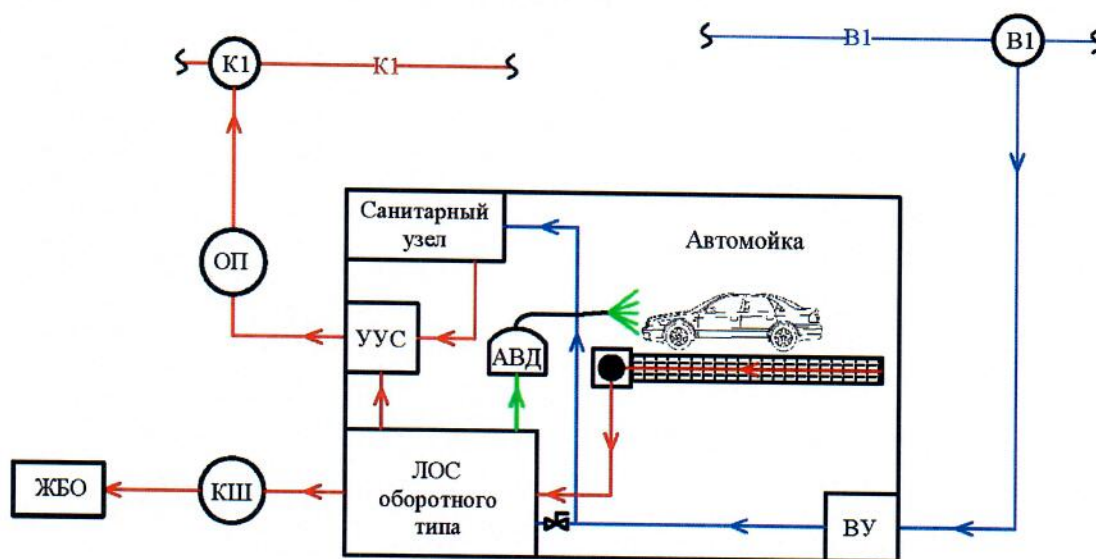 В1
В1
К1
К1
Санитарный
узел
Автомойка
ОП
УУС
АВД
ЛОС
оборотного
типа
ЖБО
КШ
ВУ